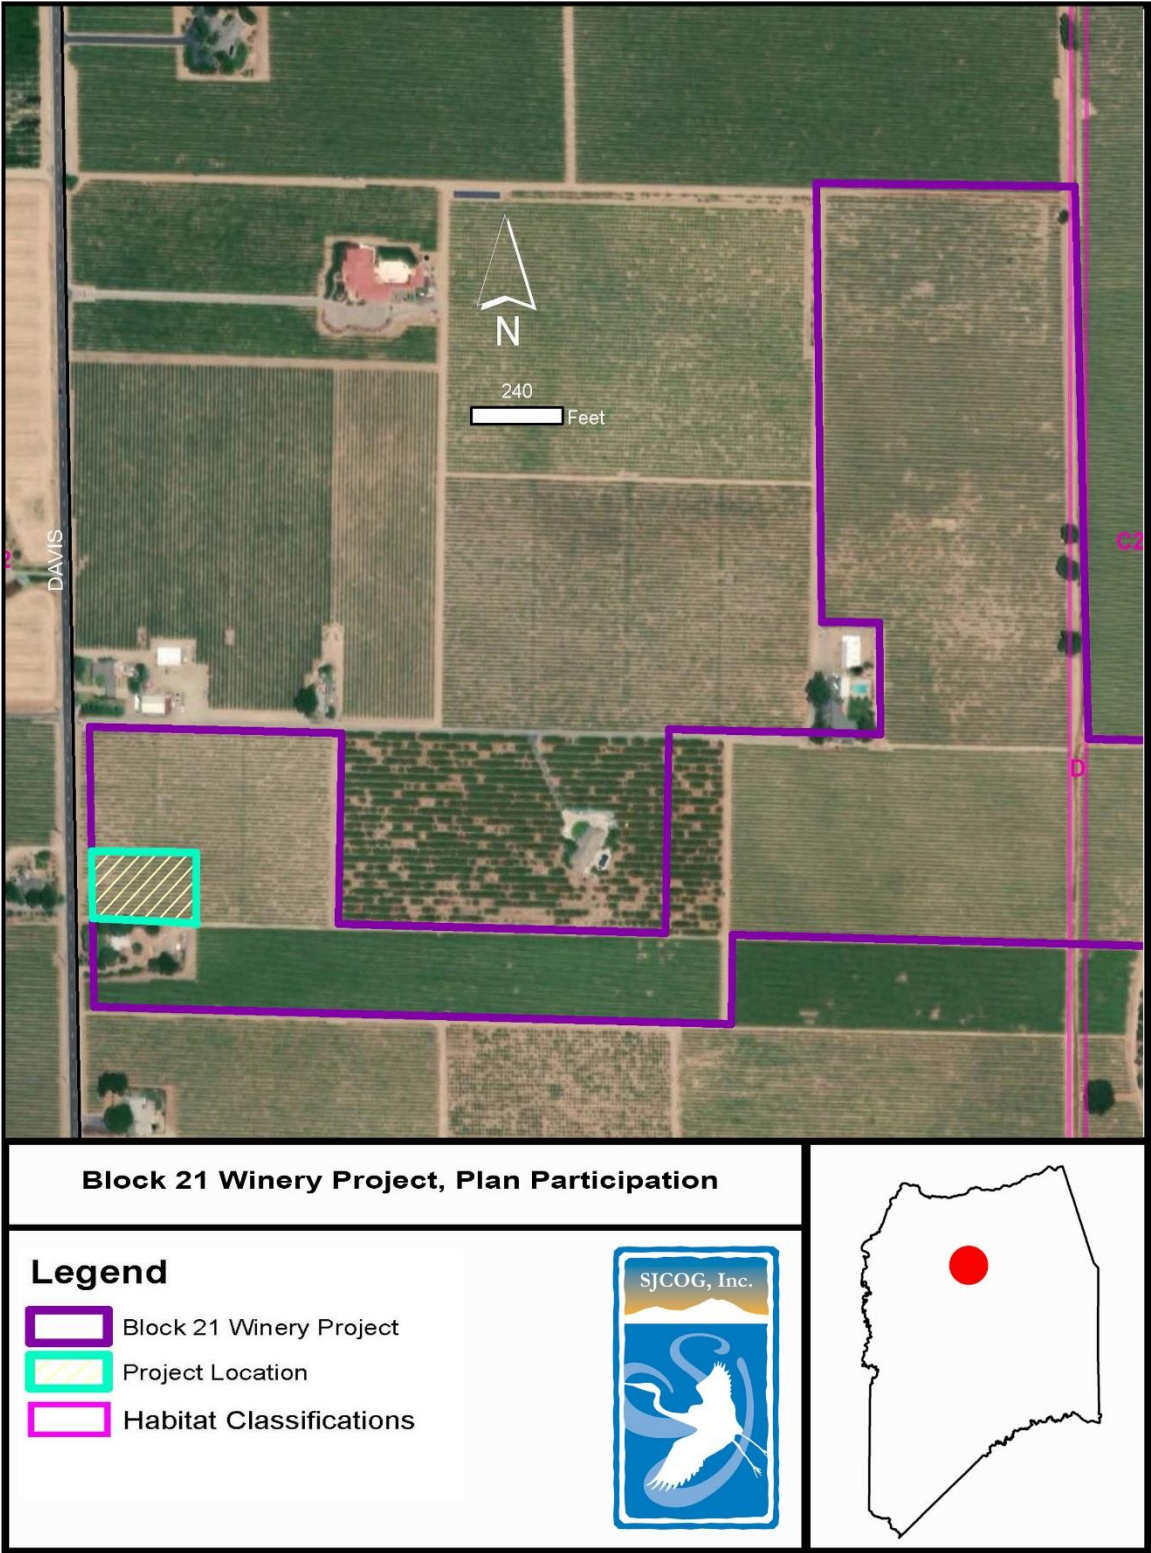 N
240
Feet
DAVIS
C2
D
Block 21 Winery Project, Plan Participation
Legend
Block 21 Winery Project
Project Location
Habitat Classifications
SJCOG, Inc.